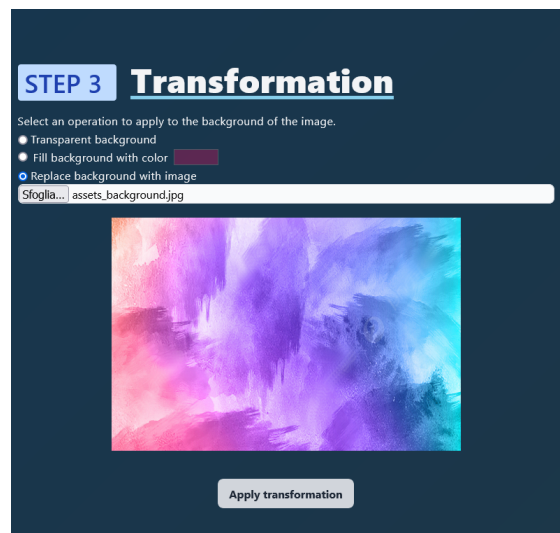 STEP 3 Transformation
Select an operation to apply to the background of the image.
Transparent background
Fill background with color
Replace background with image
Sfoglia... assets_background.jpg
Apply transformation